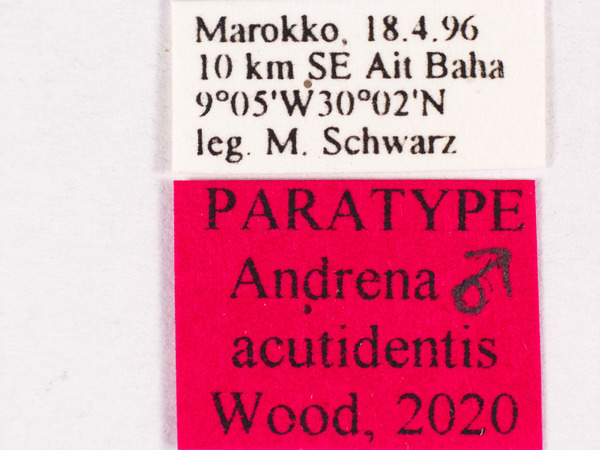 Marokko, 18.4.96
10 km SE Ait Baha
9°05'W30°02'N
leg. M. Schwarz
PARATYPE
Andrena ♂
acutidentis
Wood, 2020